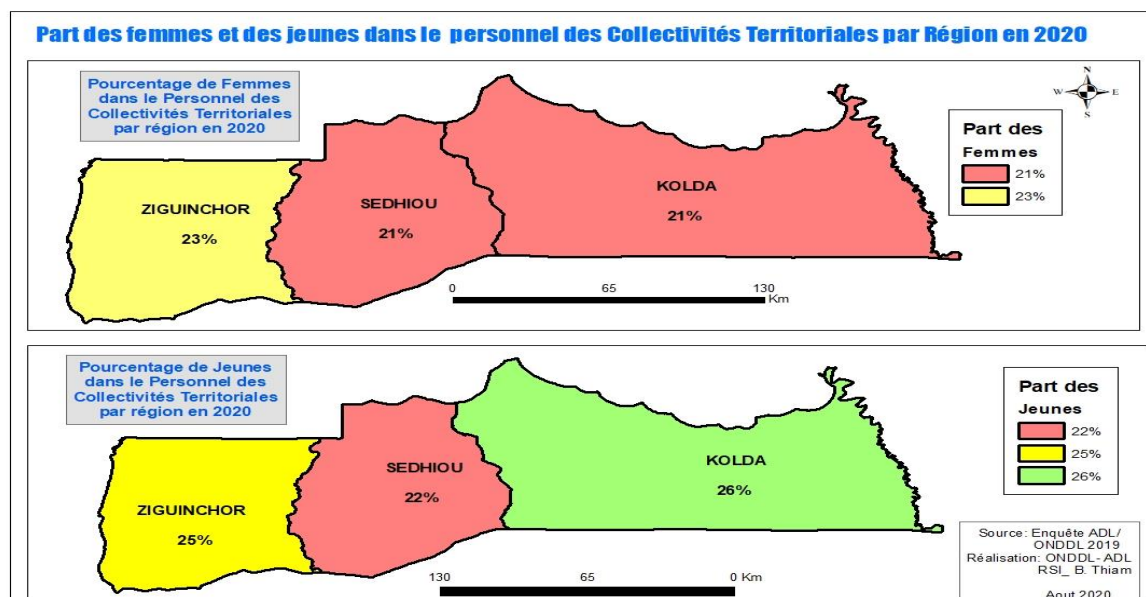 Part des femmes et des jeunes dans le personnel des Collectivités Territoriales par Région en 2020
Pourcentage de Femmes
dans le Personnel des
Collectivités Territoriales
par région en 2020
N
W E
S
Part des
Femmes
21%
23%
ZIGUINCHOR
23%
SEDHIOU
21%
KOLDA
21%
0 65 130
Km
Pourcentage de Jeunes
dans le Personnel des
Collectivités Territoriales
par région en 2020
Part des
Jeunes
22%
25%
26%
ZIGUINCHOR
25%
SEDHIOU
22%
KOLDA
26%
130 65 0 Km
Source: Enquête ADL/
ONDDL 2019
Réalisation: ONDDL-ADL
RSI_ B. Thiam
Aout 2020